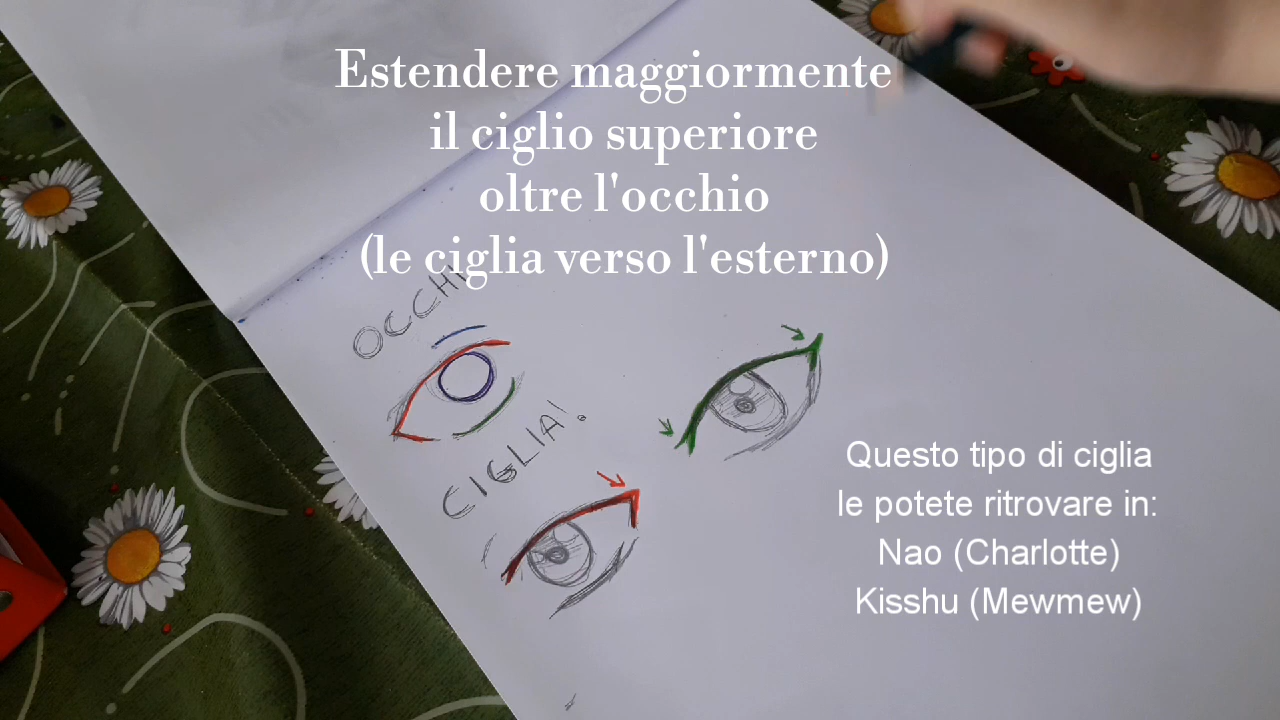 Estendere maggiormente
il ciglio superiore
oltre l'occhio
(le ciglia verso l'esterno)
OCCHI
CIGLIA!
Questo tipo di ciglia
le potete ritrovare in:
Nao (Charlotte)
Kisshu (Mewmew)